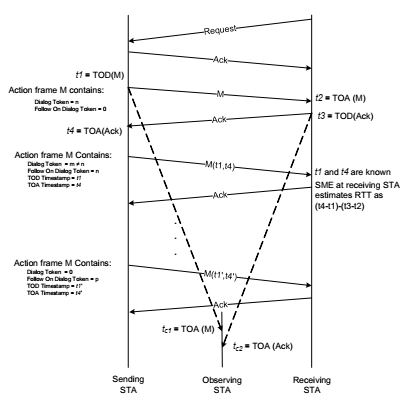 Request
Ack
t1 = TOD(M)
Action frame M contains:
Dialog Token = n
Follow On Dialog Token = 0
M
t2 = TOA (M)
Ack
t3 = TOD(Ack)
t4 = TOA(Ack)
Action frame M Contains:
Dialog Token = m ≠ n
Follow On Dialog Token = n
TOD Timestamp = t1
TOA Timestamp = t4
M(t1,t4)
t1 and t4 are known
SME at receiving STA
estimates RTT as
(t4-t1)-(t3-t2)
Ack
.
.
.
Action frame M Contains:
Dialog Token = 0
Follow On Dialog Token = p
TOD Timestamp = t1'
TOA Timestamp = t4'
M(t1',t4')
Ack
tc1 = TOA (M)
tc2 = TOA (Ack)
Sending
STA
Observing
STA
Receiving
STA